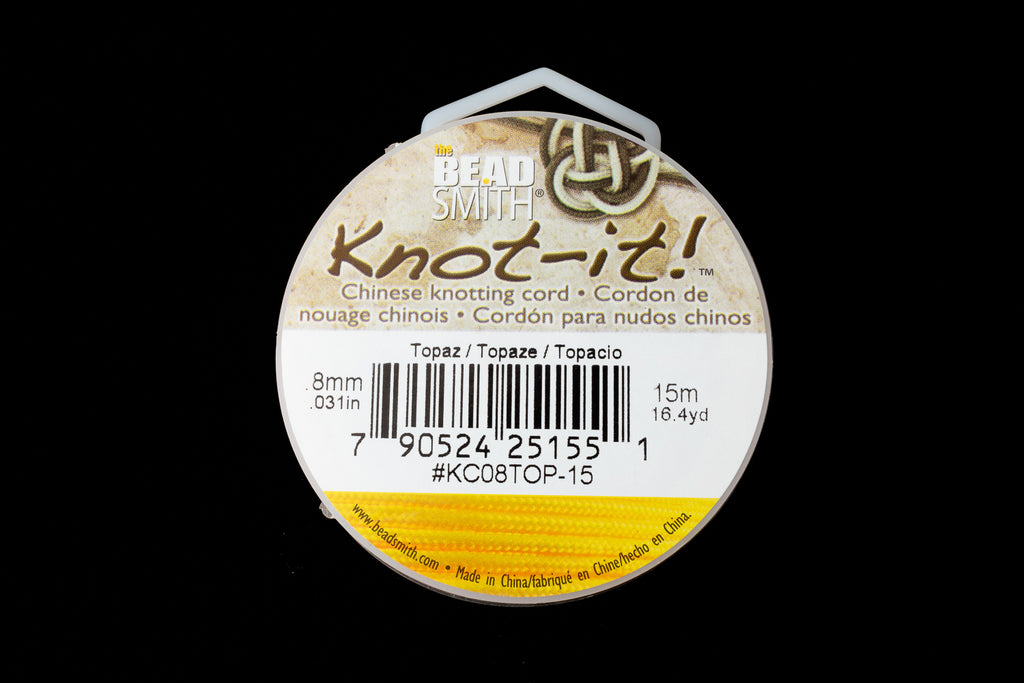 the
BEAD
SMITH®
Knot-it!™
Chinese knotting cord • Cordon de
nouage chinois • Cordón para nudos chinos
Topaz / Topaze / Topacio
.8mm
.031in
15m
16.4yd
7 90524 25155 1
#KC08TOP-15
www.beadsmith.com • Made in China/fabriqué en Chine/hecho en China.